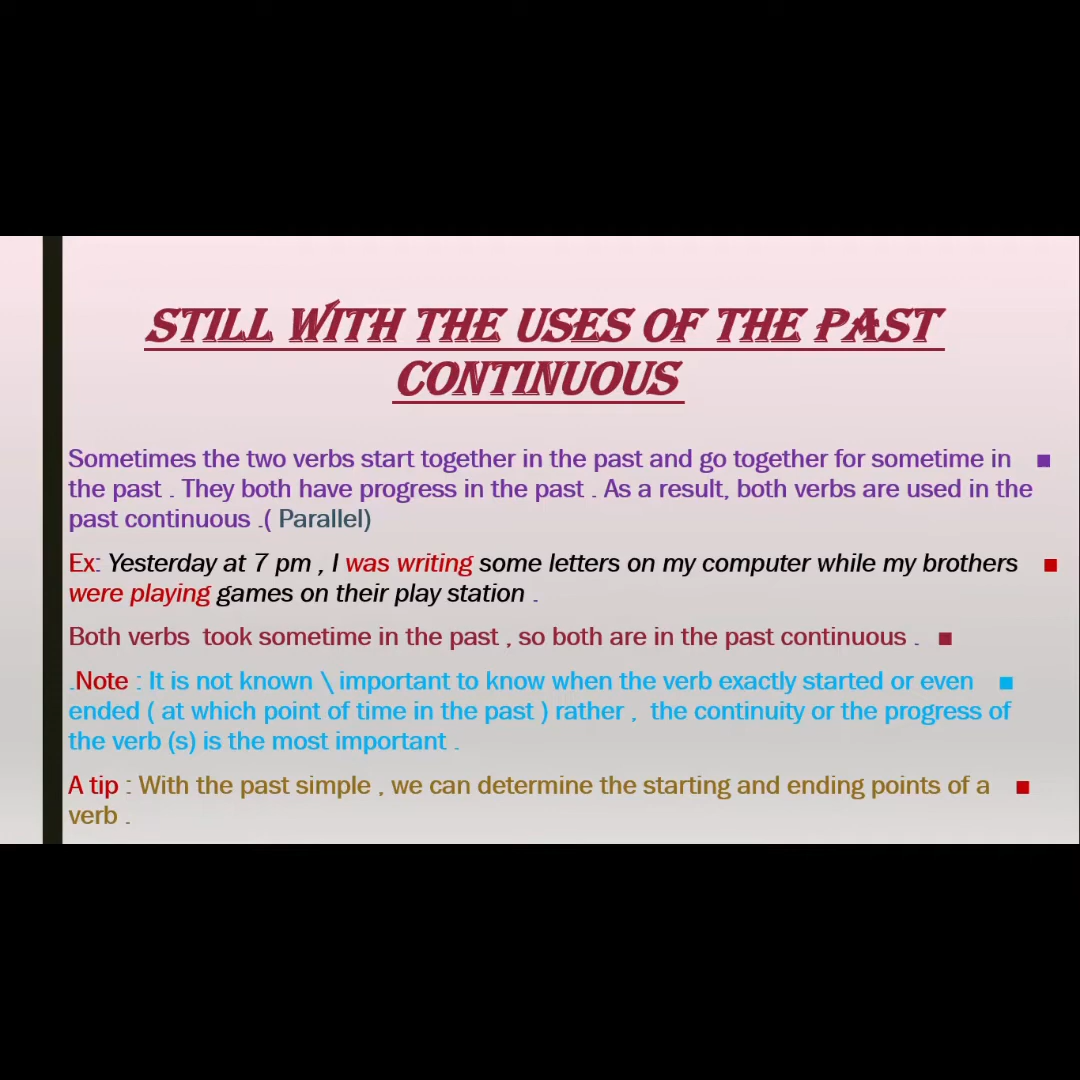 STILL WITH THE USES OF THE PAST
CONTINUOUS
Sometimes the two verbs start together in the past and go together for sometime in
the past . They both have progress in the past . As a result, both verbs are used in the
past continuous .( Parallel)
Ex: Yesterday at 7 pm , I was writing some letters on my computer while my brothers
were playing games on their play station .
Both verbs  took sometime in the past , so both are in the past continuous .
.Note : It is not known \ important to know when the verb exactly started or even
ended ( at which point of time in the past ) rather ,  the continuity or the progress of
the verb (s) is the most important .
A tip : With the past simple , we can determine the starting and ending points of a
verb .